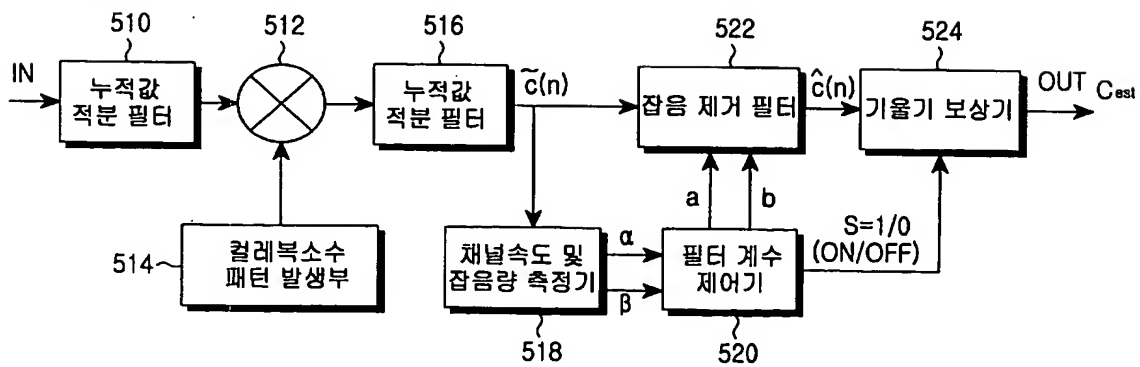 510
512
516
522
524
IN
누적값
적분 필터
누적값
적분 필터
c̃(n)
잡음 제거 필터
ĉ(n)
기울기 보상기
OUT
Cest
a
b
514
컬레복소수
패턴 발생부
채널속도 및
잡음량 측정기
α
β
필터 계수
제어기
S=1/0
(ON/OFF)
518
520